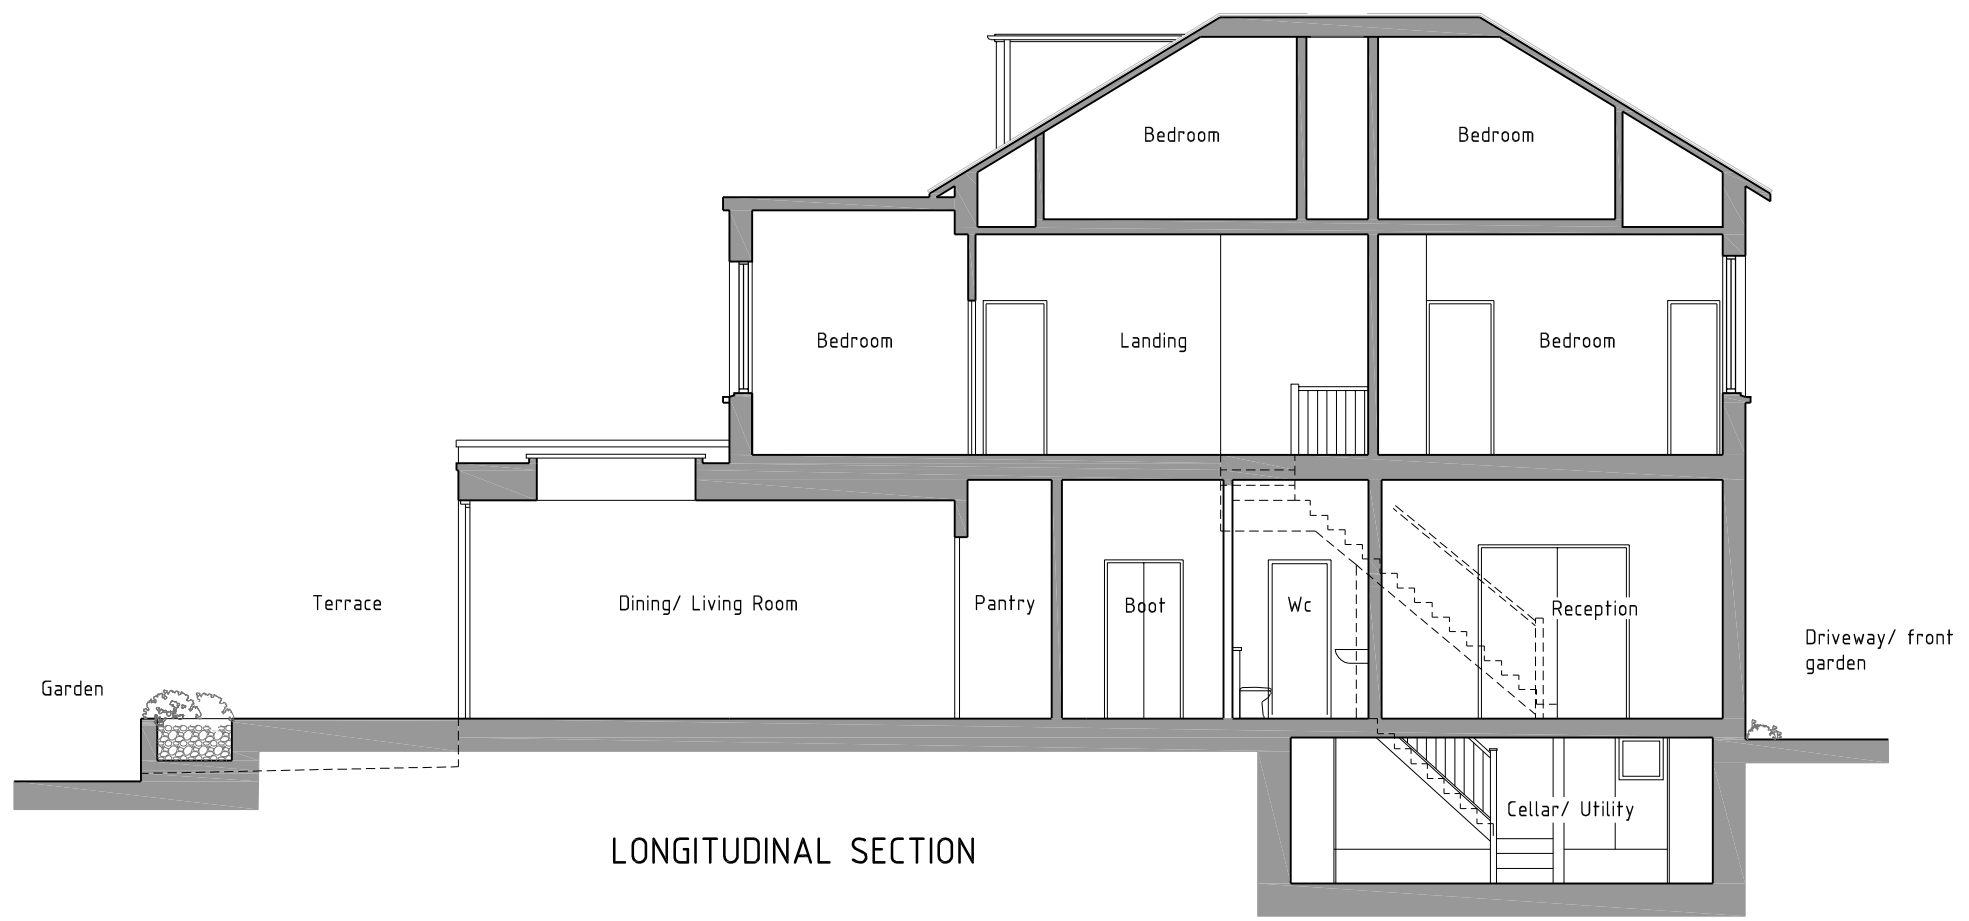 Bedroom
Bedroom
Bedroom
Landing
Bedroom
Terrace
Dining/ Living Room
Pantry
Boot
Wc
Reception
Driveway/ front
garden
Garden
Cellar/ Utility
LONGITUDINAL SECTION